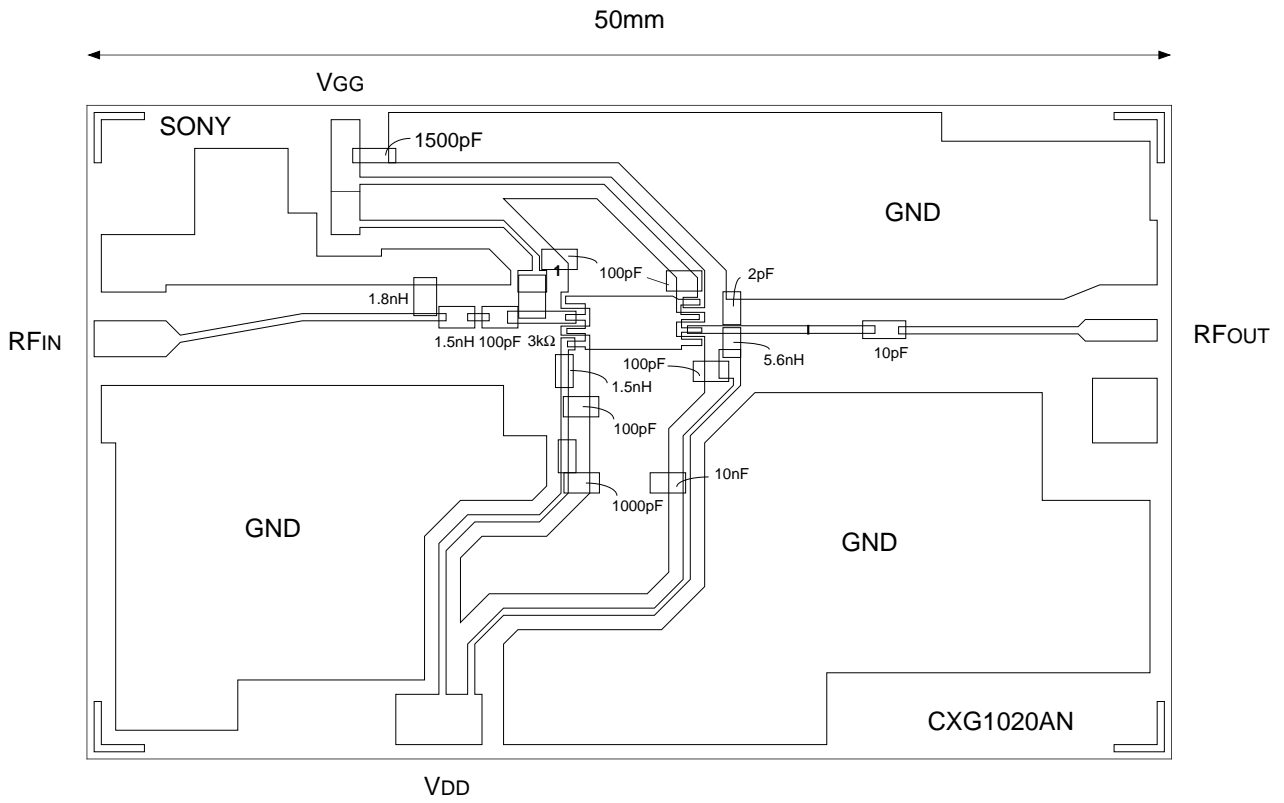 50mm
VGG
SONY
1500pF
GND
1
100pF
2pF
1.8nH
RFIN
1.5nH
100pF
3kΩ
RFOUT
10pF
100pF
5.6nH
1.5nH
100pF
10nF
1000pF
GND
GND
CXG1020AN
VDD